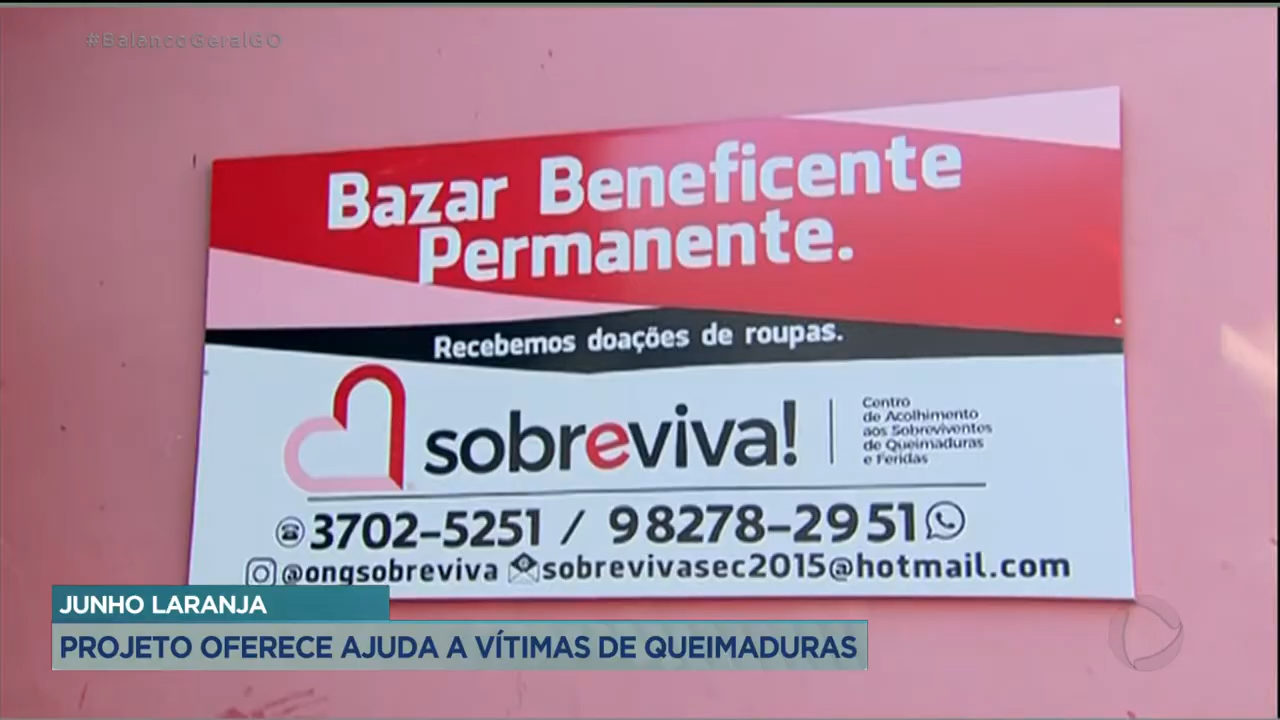 #BalancoGeralGO
Bazar Beneficente
Permanente.
Recebemos doações de roupas.
sobreviva!
Centro
de Acolhimento
aos Sobreviventes
de Queimaduras
e Feridas
3702-5251 / 98278-2951
@ongsobreviva sobrevivasec2015@hotmail.com
JUNHO LARANJA
PROJETO OFERECE AJUDA A VÍTIMAS DE QUEIMADURAS